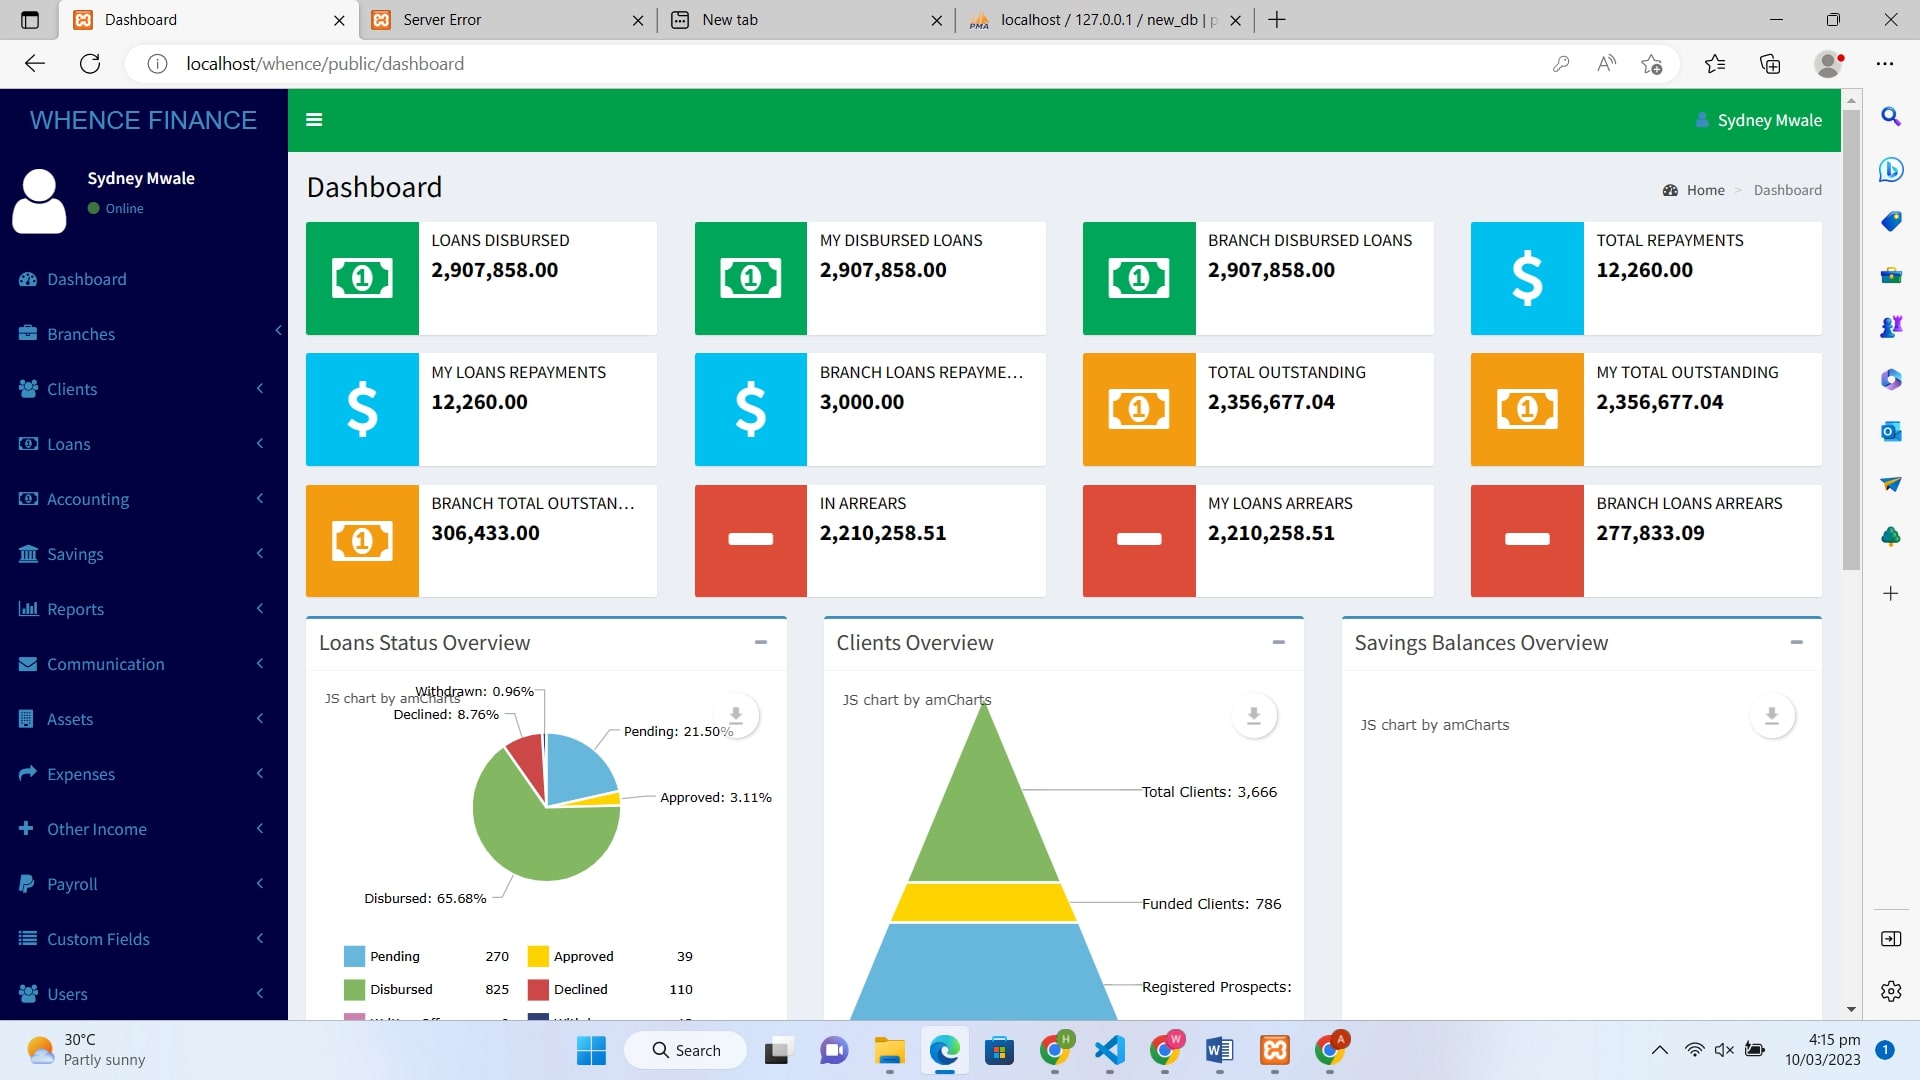 Dashboard
Server Error
New tab
localhost / 127.0.0.1 / new_db | p
localhost/whence/public/dashboard
WHENCE FINANCE
Sydney Mwale
Sydney Mwale
Online
Dashboard
Home > Dashboard
Dashboard
Branches
Clients
Loans
Accounting
Savings
Reports
Communication
Assets
Expenses
Other Income
Payroll
Custom Fields
Users
LOANS DISBURSED
2,907,858.00
MY DISBURSED LOANS
2,907,858.00
BRANCH DISBURSED LOANS
2,907,858.00
TOTAL REPAYMENTS
12,260.00
MY LOANS REPAYMENTS
12,260.00
BRANCH LOANS REPAYME...
3,000.00
TOTAL OUTSTANDING
2,356,677.04
MY TOTAL OUTSTANDING
2,356,677.04
BRANCH TOTAL OUTSTAN...
306,433.00
IN ARREARS
2,210,258.51
MY LOANS ARREARS
2,210,258.51
BRANCH LOANS ARREARS
277,833.09
Loans Status Overview
JS chart by amCharts
Withdrawn: 0.96%
Declined: 8.76%
Pending: 21.50%
Approved: 3.11%
Disbursed: 65.68%
Pending 270 Approved 39
Disbursed 825 Declined 110
Clients Overview
JS chart by amCharts
Total Clients: 3,666
Funded Clients: 786
Registered Prospects:
Savings Balances Overview
JS chart by amCharts
30°C
Partly sunny
Search
4:15 pm
10/03/2023
1